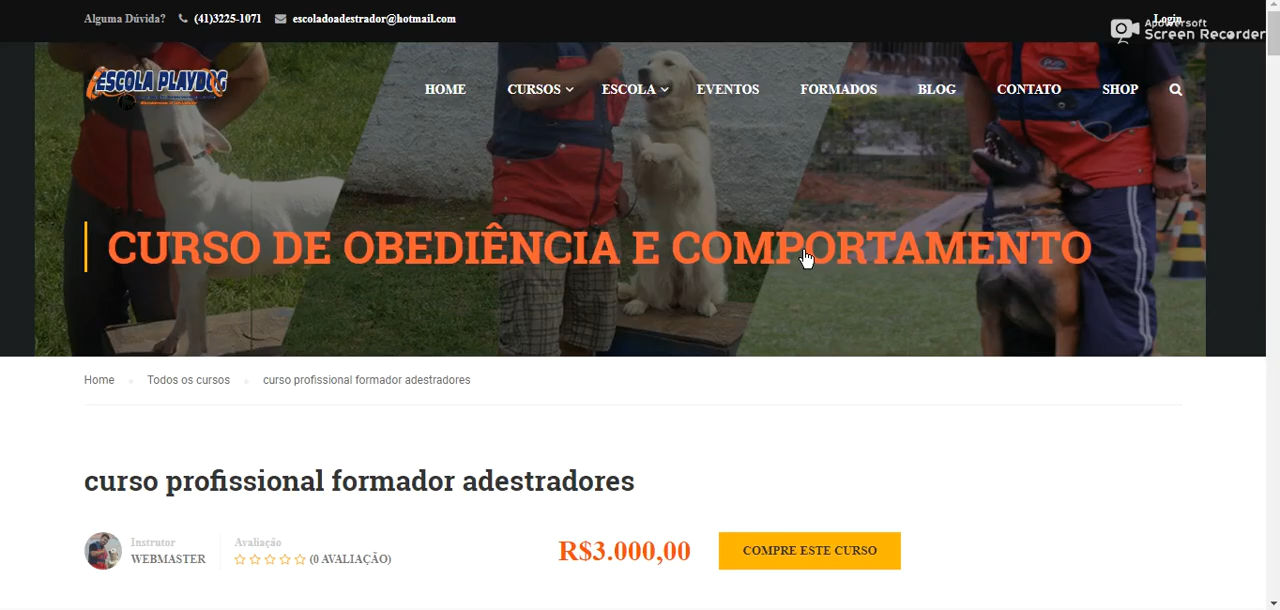 Alguma Dúvida? (41)3225-1071 escoladoadestrador@hotmail.com Login
Apowersoft
Screen Recorder
ESCOLA PLAYDOG
HOME CURSOS ESCOLA EVENTOS FORMADOS BLOG CONTATO SHOP
CURSO DE OBEDIÊNCIA E COMPORTAMENTO
Home Todos os cursos curso profissional formador adestradores
curso profissional formador adestradores
Instrutor
WEBMASTER
Avaliação
(0 AVALIAÇÃO)
R$3.000,00
COMPRE ESTE CURSO